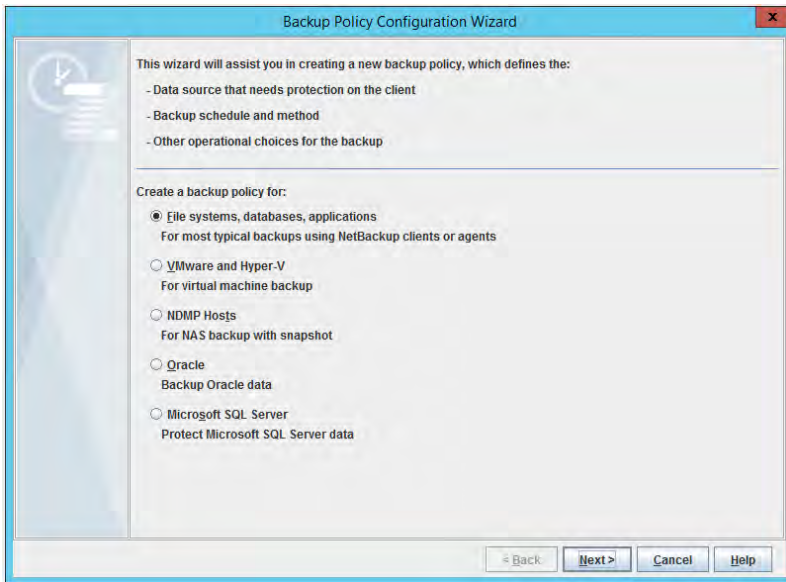 Backup Policy Configuration Wizard
x
This wizard will assist you in creating a new backup policy, which defines the:
- Data source that needs protection on the client
- Backup schedule and method
- Other operational choices for the backup
Create a backup policy for:
File systems, databases, applications
For most typical backups using NetBackup clients or agents
VMware and Hyper-V
For virtual machine backup
NDMP Hosts
For NAS backup with snapshot
Oracle
Backup Oracle data
Microsoft SQL Server
Protect Microsoft SQL Server data
< Back Next > Cancel Help